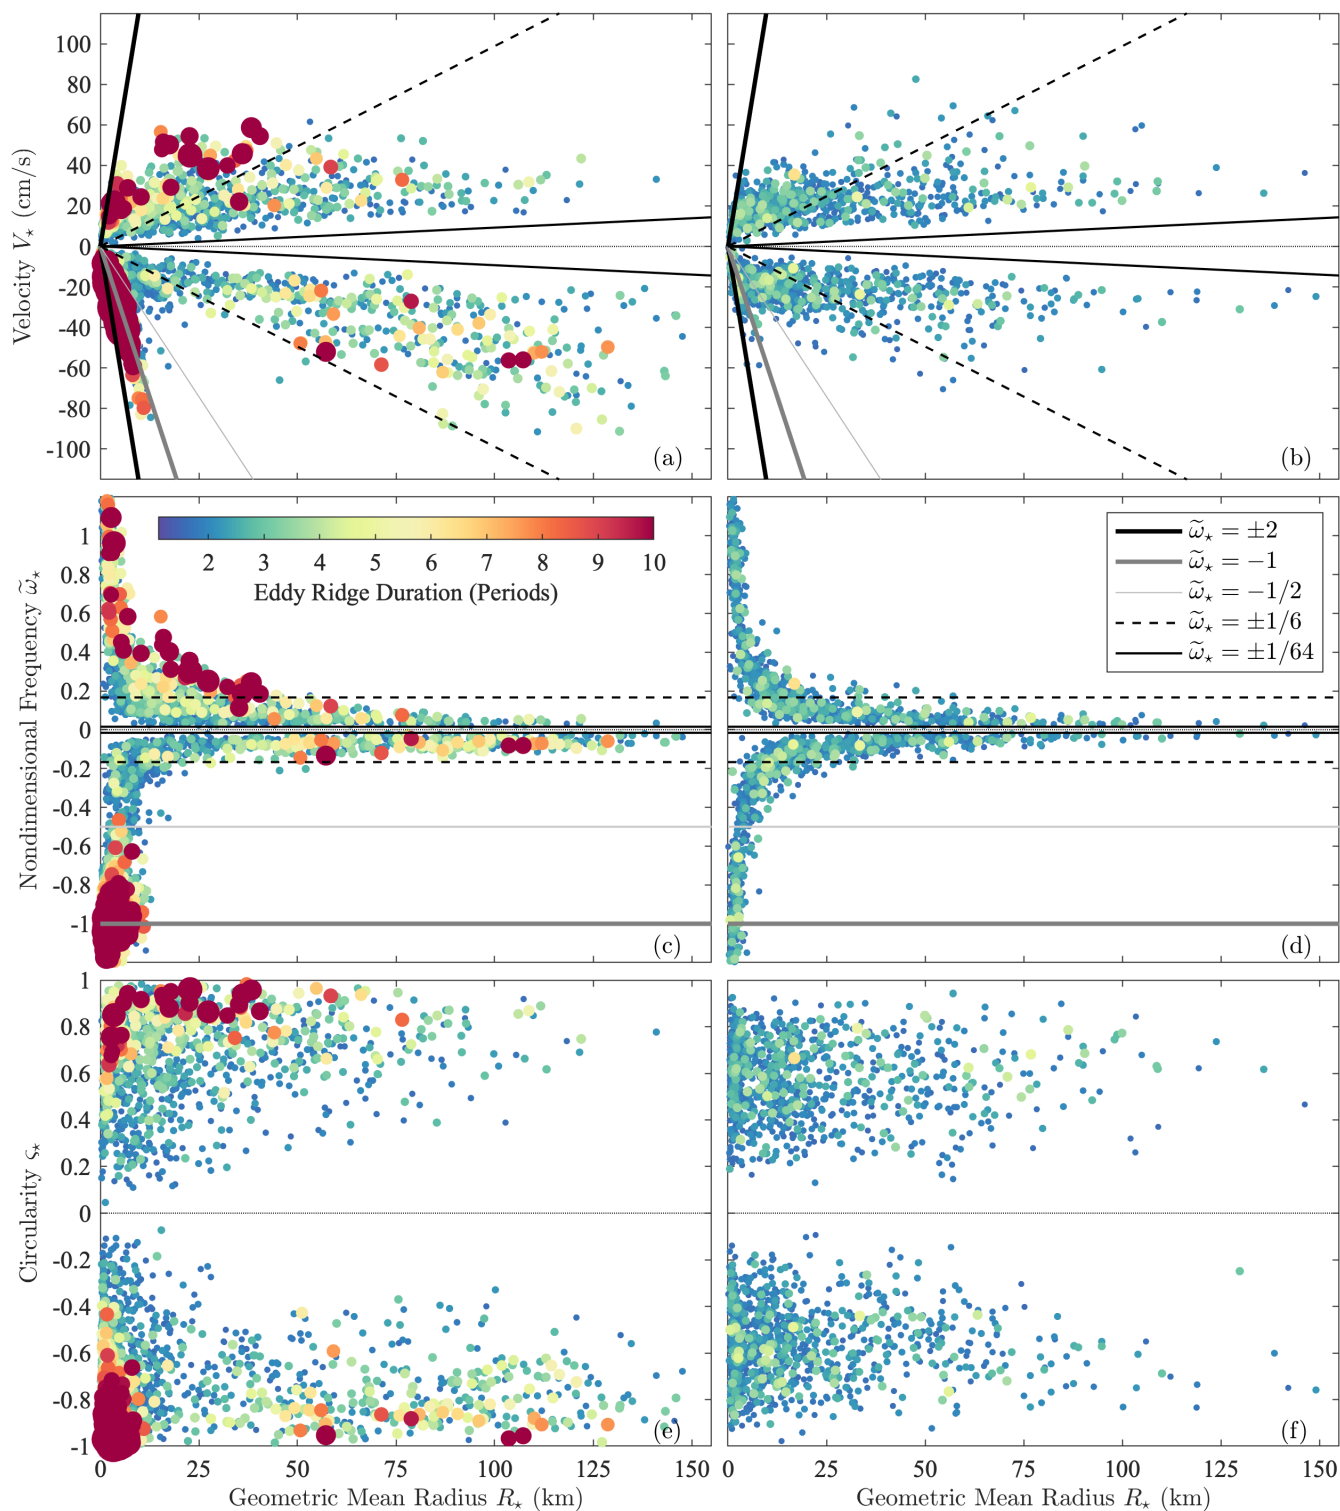 100
80
60
40
20
0
-20
-40
-60
-80
-100
Velocity V⋆ (cm/s)
(a)
(b)
1
0.8
0.6
0.4
0.2
0
-0.2
-0.4
-0.6
-0.8
-1
Nondimensional Frequency ω̃⋆
2 3 4 5 6 7 8 9 10
Eddy Ridge Duration (Periods)
(c)
ω̃⋆ = ±2
ω̃⋆ = −1
ω̃⋆ = −1/2
ω̃⋆ = ±1/6
ω̃⋆ = ±1/64
(d)
1
0.8
0.6
0.4
0.2
0
-0.2
-0.4
-0.6
-0.8
-1
Circularity ς⋆
(e)
(f)
0 25 50 75 100 125 150
0 25 50 75 100 125 150
Geometric Mean Radius R⋆ (km)
Geometric Mean Radius R⋆ (km)